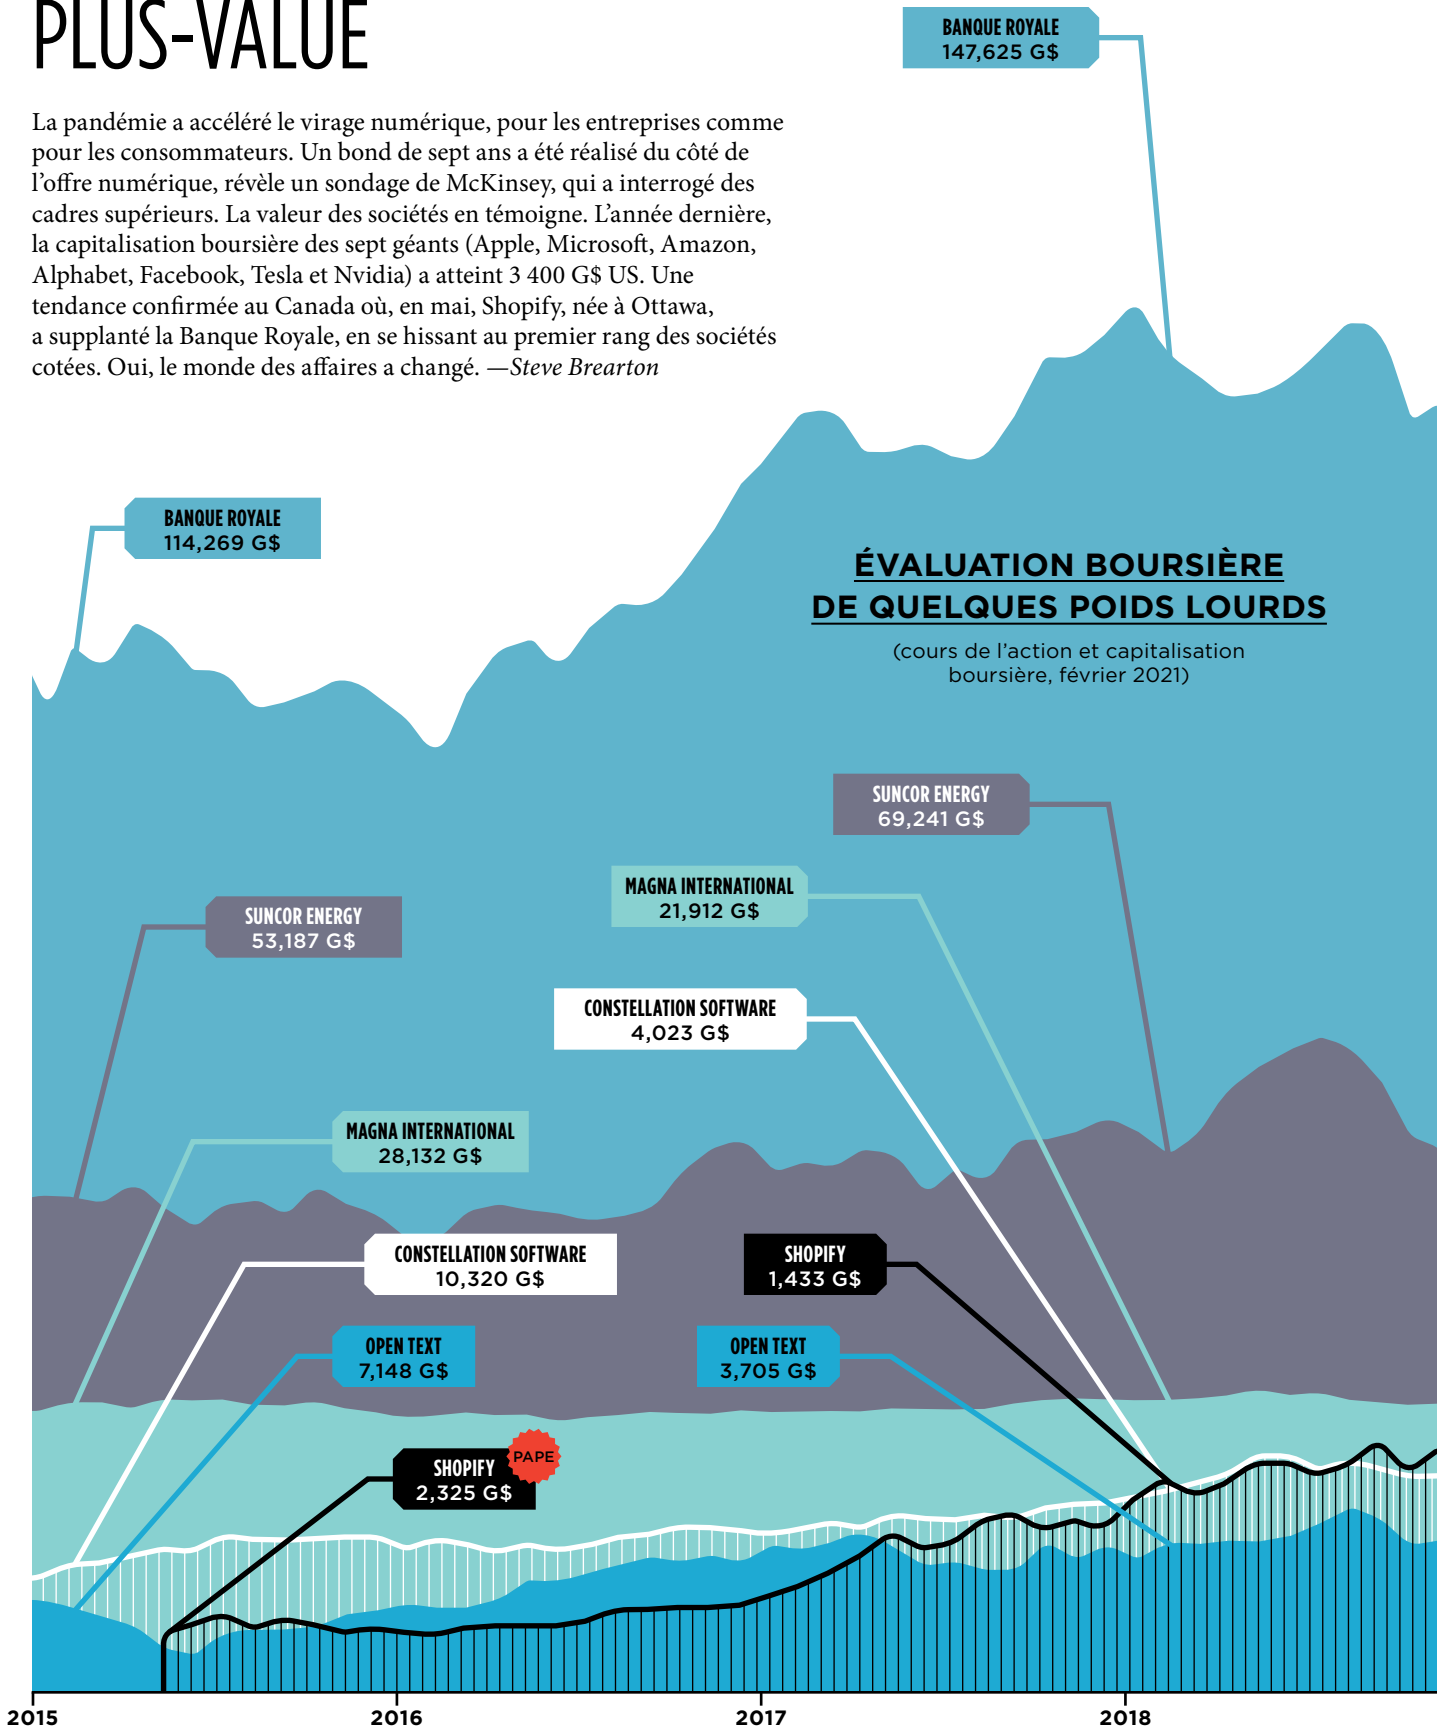 PLUS-VALUE
La pandémie a accéléré le virage numérique, pour les entreprises comme
pour les consommateurs. Un bond de sept ans a été réalisé du côté de
l’offre numérique, révèle un sondage de McKinsey, qui a interrogé des
cadres supérieurs. La valeur des sociétés en témoigne. L’année dernière,
la capitalisation boursière des sept géants (Apple, Microsoft, Amazon,
Alphabet, Facebook, Tesla et Nvidia) a atteint 3 400 G$ US. Une
tendance confirmée au Canada où, en mai, Shopify, née à Ottawa,
a supplanté la Banque Royale, en se hissant au premier rang des sociétés
cotées. Oui, le monde des affaires a changé. —Steve Brearton
BANQUE ROYALE
147,625 G$
BANQUE ROYALE
114,269 G$
ÉVALUATION BOURSIÈRE
DE QUELQUES POIDS LOURDS
(cours de l’action et capitalisation
boursière, février 2021)
SUNCOR ENERGY
69,241 G$
MAGNA INTERNATIONAL
21,912 G$
SUNCOR ENERGY
53,187 G$
CONSTELLATION SOFTWARE
4,023 G$
MAGNA INTERNATIONAL
28,132 G$
CONSTELLATION SOFTWARE
10,320 G$
SHOPIFY
1,433 G$
OPEN TEXT
7,148 G$
OPEN TEXT
3,705 G$
PAPE
SHOPIFY
2,325 G$
2015
2016
2017
2018